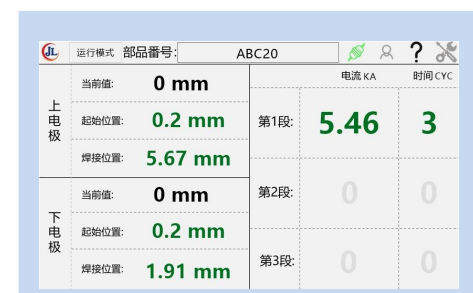 JL 运行模式 部品番号: ABC20 ?
电流 KA 时间 CYC
上电极
当前值: 0 mm
起始位置: 0.2 mm
焊接位置: 5.67 mm
下电极
当前值: 0 mm
起始位置: 0.2 mm
焊接位置: 1.91 mm
第1段: 5.46 3
第2段: 0 0
第3段: 0 0